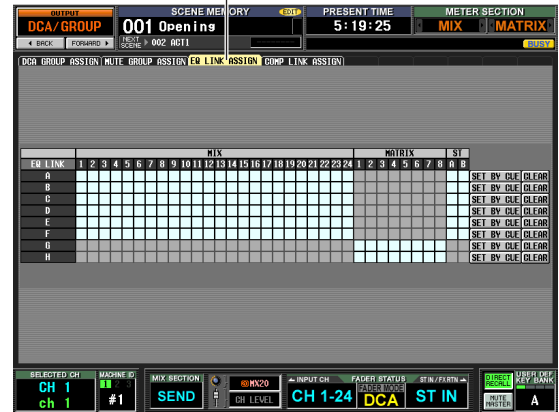 OUTPUT
DCA/GROUP
BACK FORWARD
SCENE MEMORY EDIT
001 Opening
NEXT SCENE 002 ACT1
PRESENT TIME
5:19:25
METER SECTION
MIX MATRIX
BUSY
DCA GROUP ASSIGN MUTE GROUP ASSIGN EQ LINK ASSIGN COMP LINK ASSIGN
MIX MATRIX ST
EQ LINK 1 2 3 4 5 6 7 8 9 10 11 12 13 14 15 16 17 18 19 20 21 22 23 24 1 2 3 4 5 6 7 8 A B
A SET BY CUE CLEAR
B SET BY CUE CLEAR
C SET BY CUE CLEAR
D SET BY CUE CLEAR
E SET BY CUE CLEAR
F SET BY CUE CLEAR
G SET BY CUE CLEAR
H SET BY CUE CLEAR
SELECTED CH
CH 1
ch 1
MACHINE ID
1 2 3
#1
MIX SECTION
SEND
MX20
CH LEVEL
INPUT CH FADER STATUS ST IN/FX RTN
CH 1-24
FADER MODE
DCA
ST IN
DIRECT RECALL
MUTE MASTER
USER DEF KEY BANK
A